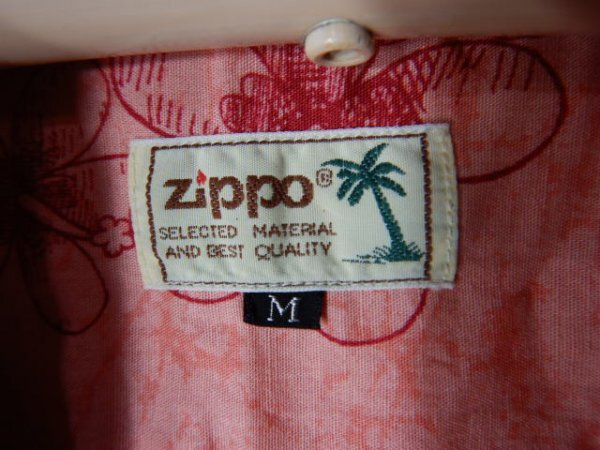 zippo®
SELECTED MATERIAL
AND BEST QUALITY
M